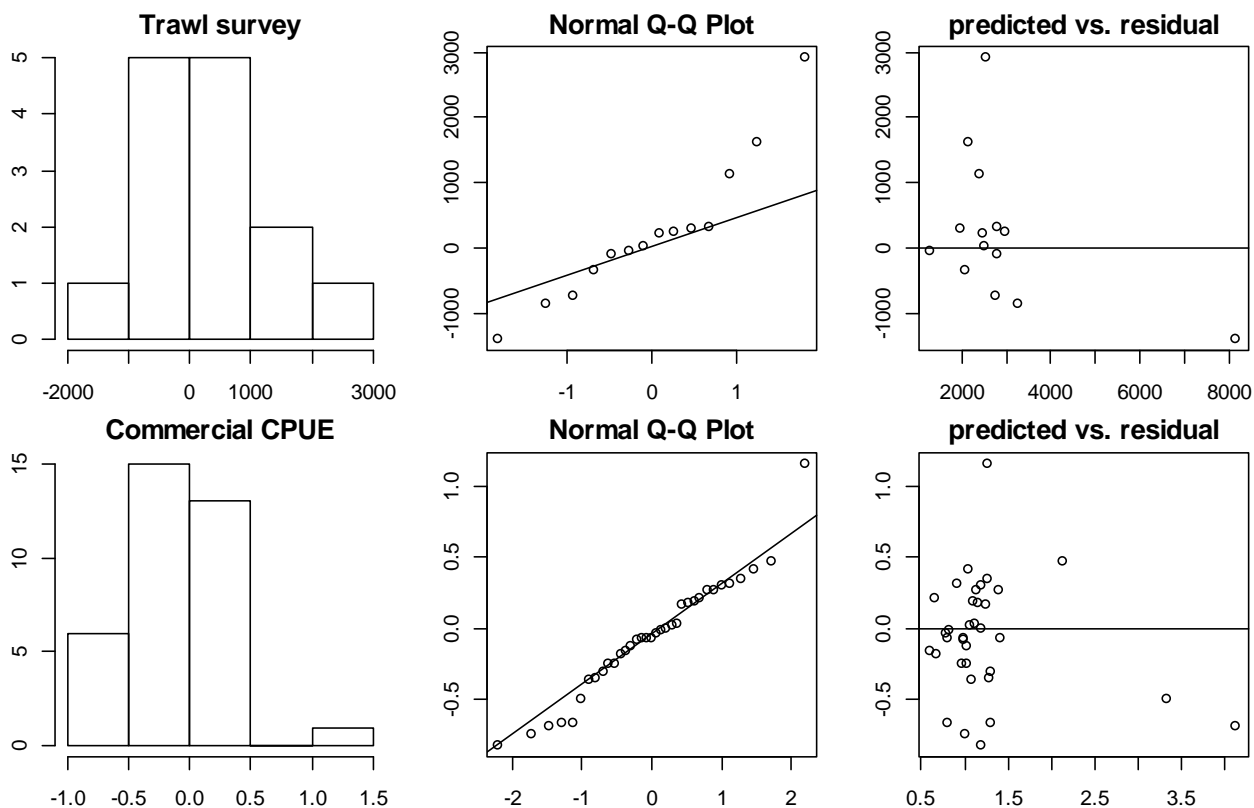 Trawl survey
5
4
3
2
1
0
-2000 0 1000 3000
Normal Q-Q Plot
3000
2000
1000
0
-1000
-1 0 1
predicted vs. residual
3000
2000
1000
0
-1000
2000 4000 6000 8000
Commercial CPUE
15
10
5
0
-1.0 -0.5 0.0 0.5 1.0 1.5
Normal Q-Q Plot
1.0
0.5
0.0
-0.5
-2 -1 0 1 2
predicted vs. residual
1.0
0.5
0.0
-0.5
0.5 1.5 2.5 3.5